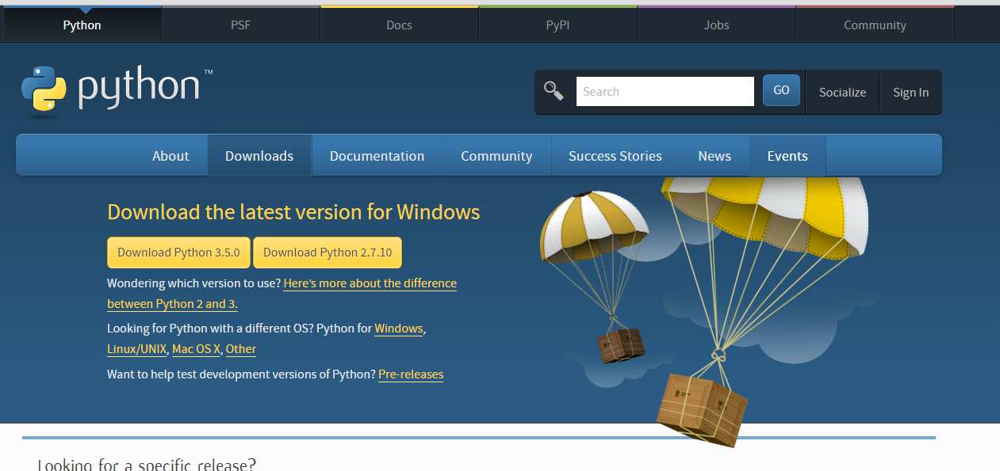 Python PSF Docs PyPI Jobs Community
python™
Search GO Socialize Sign In
About Downloads Documentation Community Success Stories News Events
Download the latest version for Windows
Download Python 3.5.0 Download Python 2.7.10
Wondering which version to use? Here's more about the difference
between Python 2 and 3.
Looking for Python with a different OS? Python for Windows,
Linux/UNIX, Mac OS X, Other
Want to help test development versions of Python? Pre-releases
Looking for a specific release?